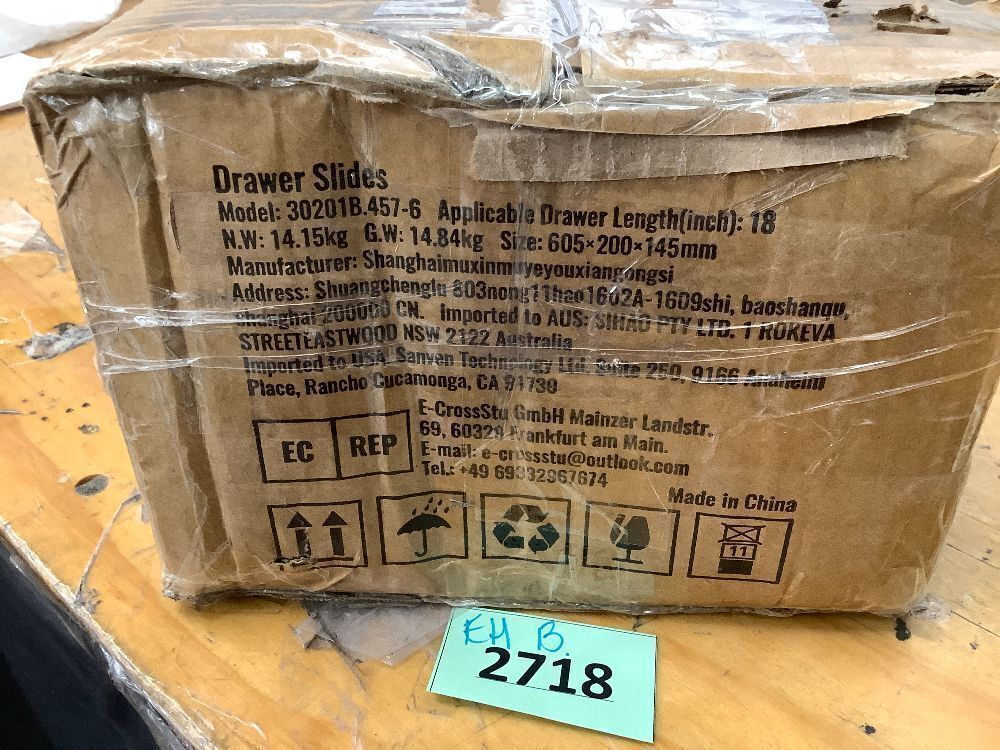 Drawer Slides
Model: 30201B.457-6 Applicable Drawer Length(inch): 18
N.W: 14.15kg G.W: 14.84kg Size: 605×200×145mm
Manufacturer: Shanghaimuxinmuyeyouxiangongsi
Address: Shuangchenglu 803nong11hao1602A-1609shi, baoshanqu,
Shanghai 200000 CN. Imported to AUS: SIHAO PTY LTD. 1 ROKEVA
STREETEASTWOOD NSW 2122 Australia
Imported to USA: Sanven Technology Ltd. Suite 250, 9166 Anaheim
Place, Rancho Cucamonga, CA 91730
EC REP
E-CrossStu GmbH Mainzer Landstr.
69, 60329 Frankfurt am Main.
E-mail: e-crossstu@outlook.com
Tel.: +49 69332967674
Made in China
11
EH B.
2718